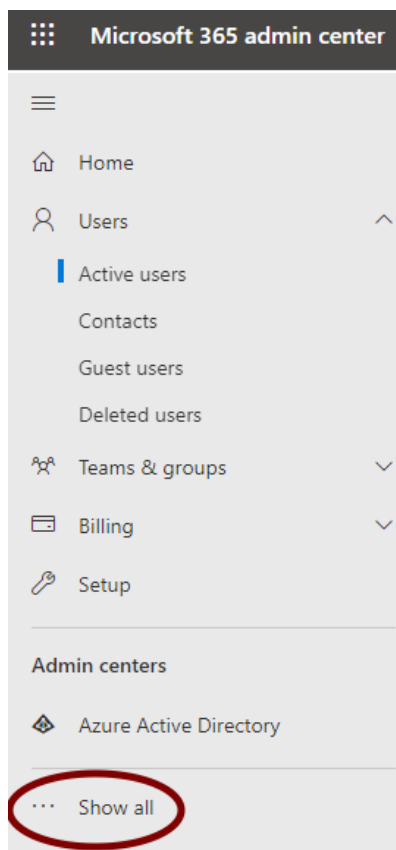 Microsoft 365 admin center
Home
Users
Active users
Contacts
Guest users
Deleted users
Teams & groups
Billing
Setup
Admin centers
Azure Active Directory
... Show all